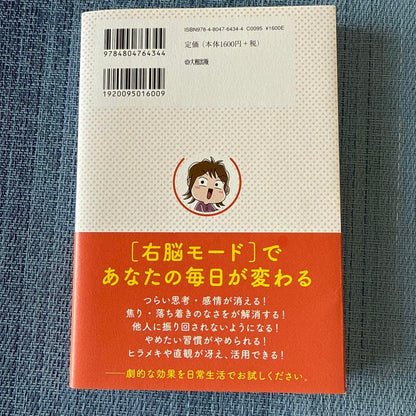 9784804764344
1920095016009
ISBN978-4-8047-6434-4 C0095 ¥1600E
定価(本体1600円+税)
大和出版
[右脳モード]で
あなたの毎日が変わる
つらい思考・感情が消える!
焦り・落ち着きのなさが解消する!
他人に振り回されないようになる!
やめたい習慣がやめられる!
ヒラメキや直観が冴え、活用できる!
——劇的な効果を日常生活でお試しください。